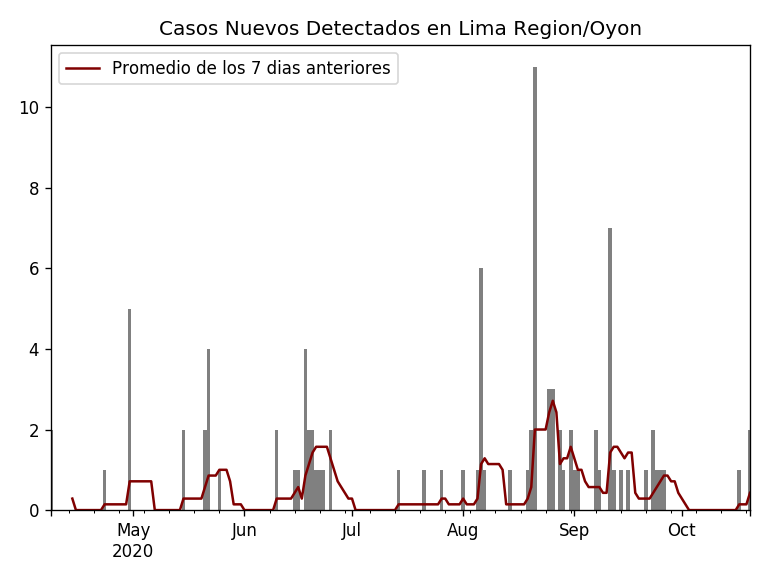 Casos Nuevos Detectados en Lima Region/Oyon
Promedio de los 7 dias anteriores
10
8
6
4
2
0
May Jun Jul Aug Sep Oct
2020